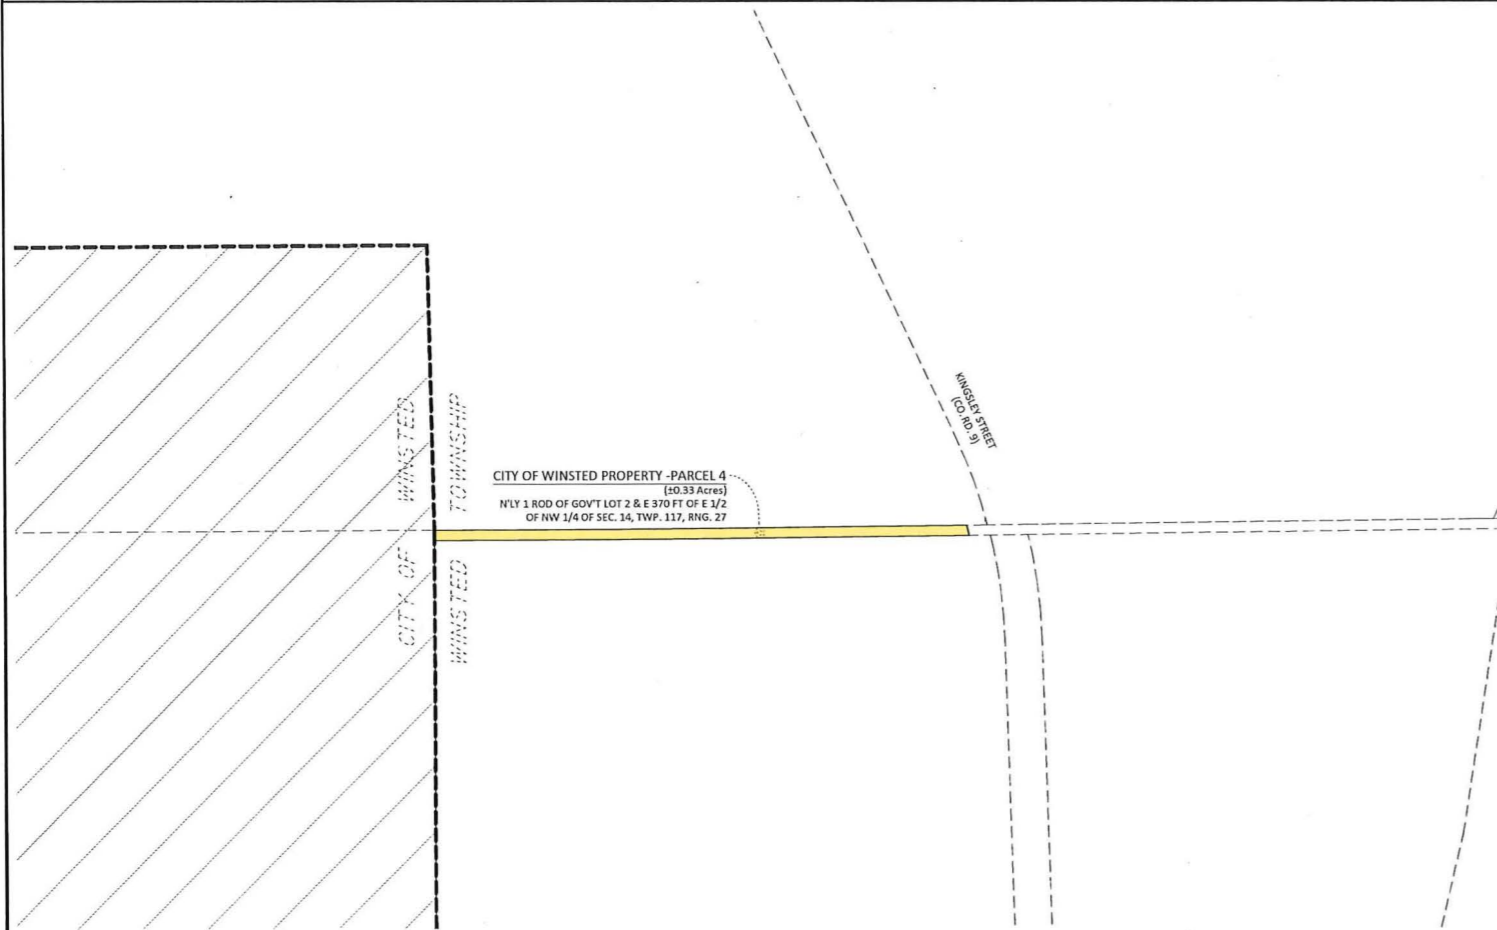 CITY OF WINSTED
WINSTED TOWNSHIP
CITY OF WINSTED PROPERTY -PARCEL 4
(±0.33 Acres)
N'LY 1 ROD OF GOV'T LOT 2 & E 370 FT OF E 1/2
OF NW 1/4 OF SEC. 14, TWP. 117, RNG. 27
KINGSLEY STREET
(CO. RD. 9)